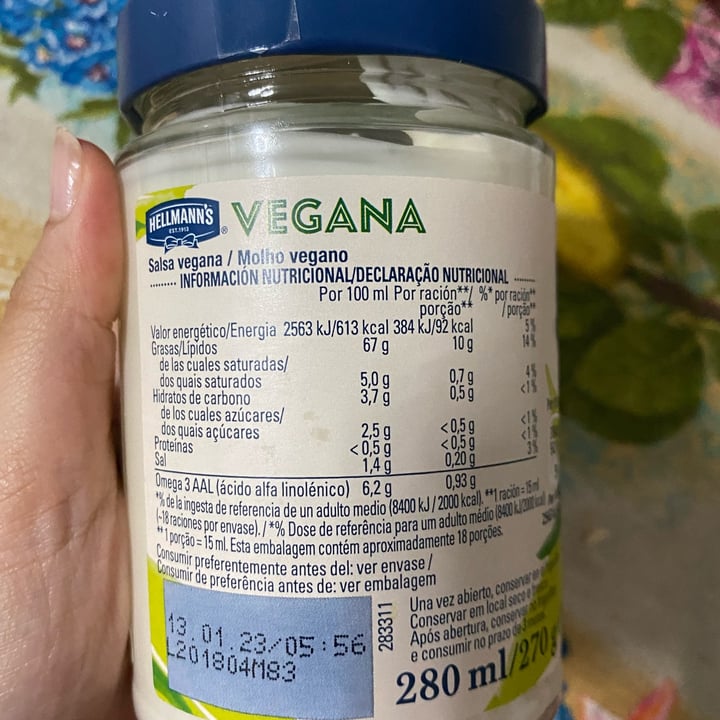 HELLMANN'S
EST.1913
®
VEGANA
Salsa vegana / Molho vegano
INFORMACIÓN NUTRICIONAL/DECLARAÇÃO NUTRICIONAL
Por 100 ml Por ración**/ %* por ración**
porção** /porção**
Valor energético/Energia 2563 kJ/613 kcal 384 kJ/92 kcal 5%
Grasas/Lípidos 67 g 10 g 14%
de las cuales saturadas/
dos quais saturados 5,0 g 0,7 g 4%
Hidratos de carbono 3,7 g 0,5 g <1%
de los cuales azúcares/
dos quais açúcares 2,5 g <0,5 g <1%
Proteínas <0,5 g <0,5 g <1%
Sal 1,4 g 0,20 g 3%
Omega 3 AAL (ácido alfa linolénico) 6,2 g 0,93 g
*% de la ingesta de referencia de un adulto medio (8400 kJ / 2000 kcal). **1 ración = 15 ml
(~18 raciones por envase). / *% Dose de referência para um adulto médio (8400 kJ/2000 kcal)
**1 porção = 15 ml. Esta embalagem contém aproximadamente 18 porções.
Consumir preferentemente antes del: ver envase /
Consumir de preferência antes de: ver embalagem
13.01.23/05:56
L201804M83
283311
Una vez abierto, conservar en
Conservar em local seco e
Após abertura, conservar no
e consumir no prazo de 3
280 ml/270 g